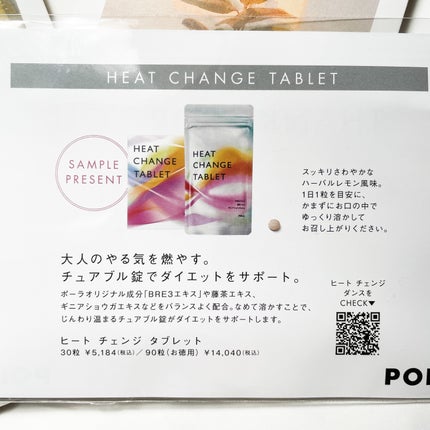 HEAT CHANGE TABLET
SAMPLE
PRESENT
HEAT
CHANGE
TABLET
HEAT
CHANGE
TABLET
スッキリさわやかな
ハーバルレモン風味。
1日1粒を目安に、
かまずにお口の中で
ゆっくり溶かして
お召し上がりください。
大人のやる気を燃やす。
チュアブル錠でダイエットをサポート。
ポーラオリジナル成分「BRE3エキス」や藤茶エキス、
ギニアショウガエキスなどをバランスよく配合。なめて溶かすことで、
じんわり温まるチュアブル錠がダイエットをサポートします。
ヒート チェンジ タブレット
30粒 ¥5,184(税込)/ 90粒(お徳用) ¥14,040(税込)
ヒート チェンジ
ダンスを
CHECK▼
PO